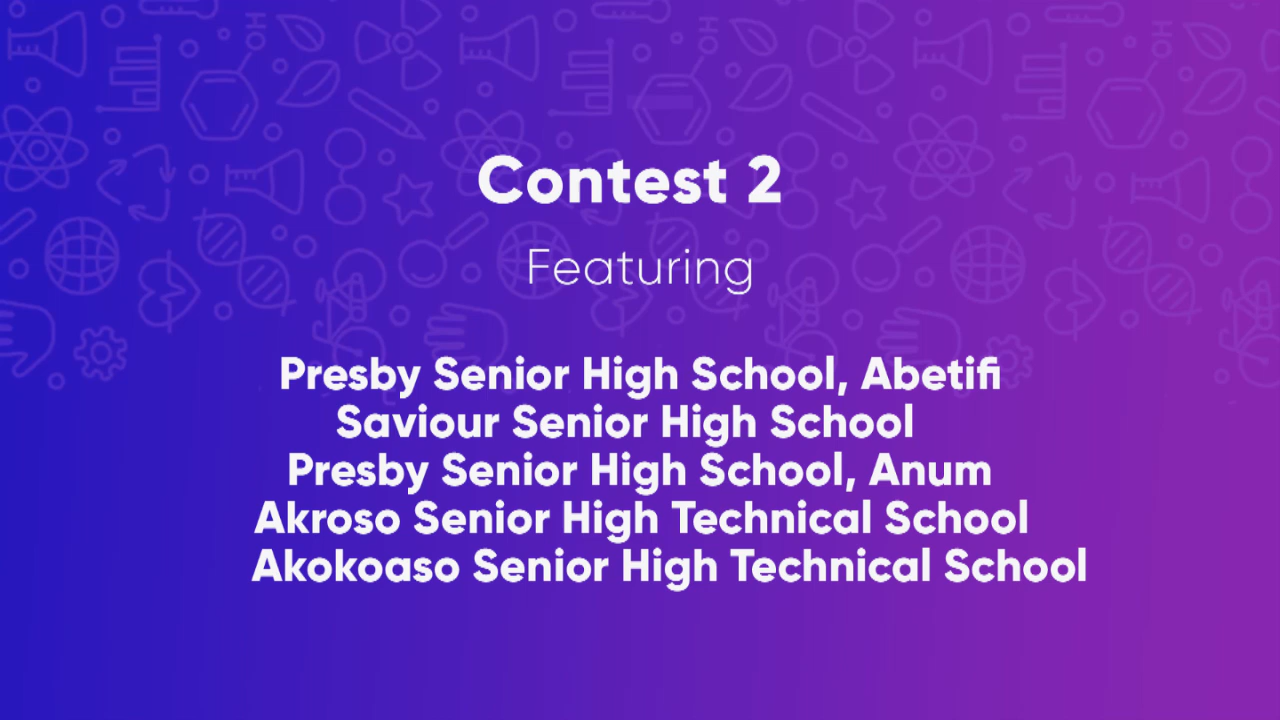 Contest 2
Featuring
Presby Senior High School, Abetifi
Saviour Senior High School
Presby Senior High School, Anum
Akroso Senior High Technical School
Akokoaso Senior High Technical School